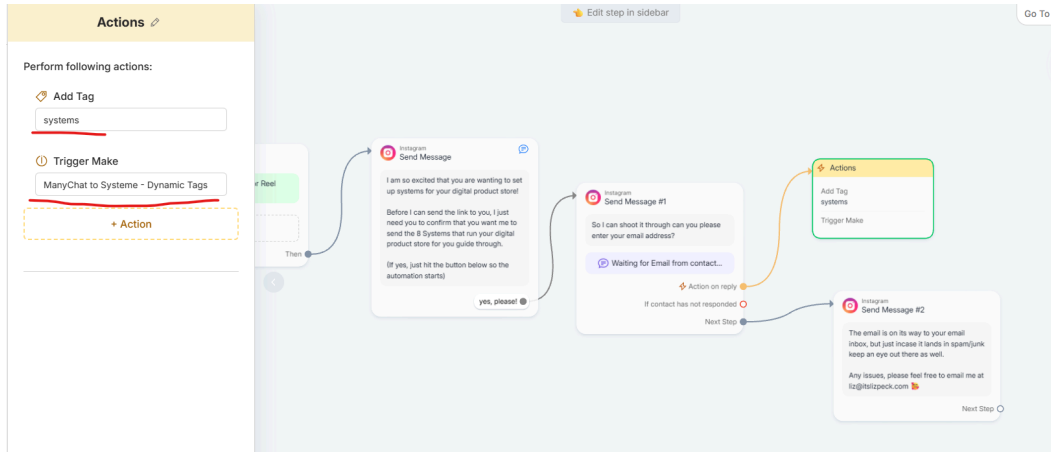 Actions
Perform following actions:
Add Tag
systems
Trigger Make
ManyChat to Systeme - Dynamic Tags
+ Action
👈 Edit step in sidebar
Go To
r Reel
Then
Instagram
Send Message
I am so excited that you are wanting to set
up systems for your digital product store!
Before I can send the link to you, I just
need you to confirm that you want me to
send the 8 Systems that run your digital
product store for you guide through.
(If yes, just hit the button below so the
automation starts)
yes, please!
Instagram
Send Message #1
So I can shoot it through can you please
enter your email address?
Waiting for Email from contact...
Action on reply
If contact has not responded
Next Step
Actions
Add Tag
systems
Trigger Make
Instagram
Send Message #2
The email is on its way to your email
inbox, but just incase it lands in spam/junk
keep an eye out there as well.
Any issues, please feel free to email me at
liz@itslizpeck.com
Next Step